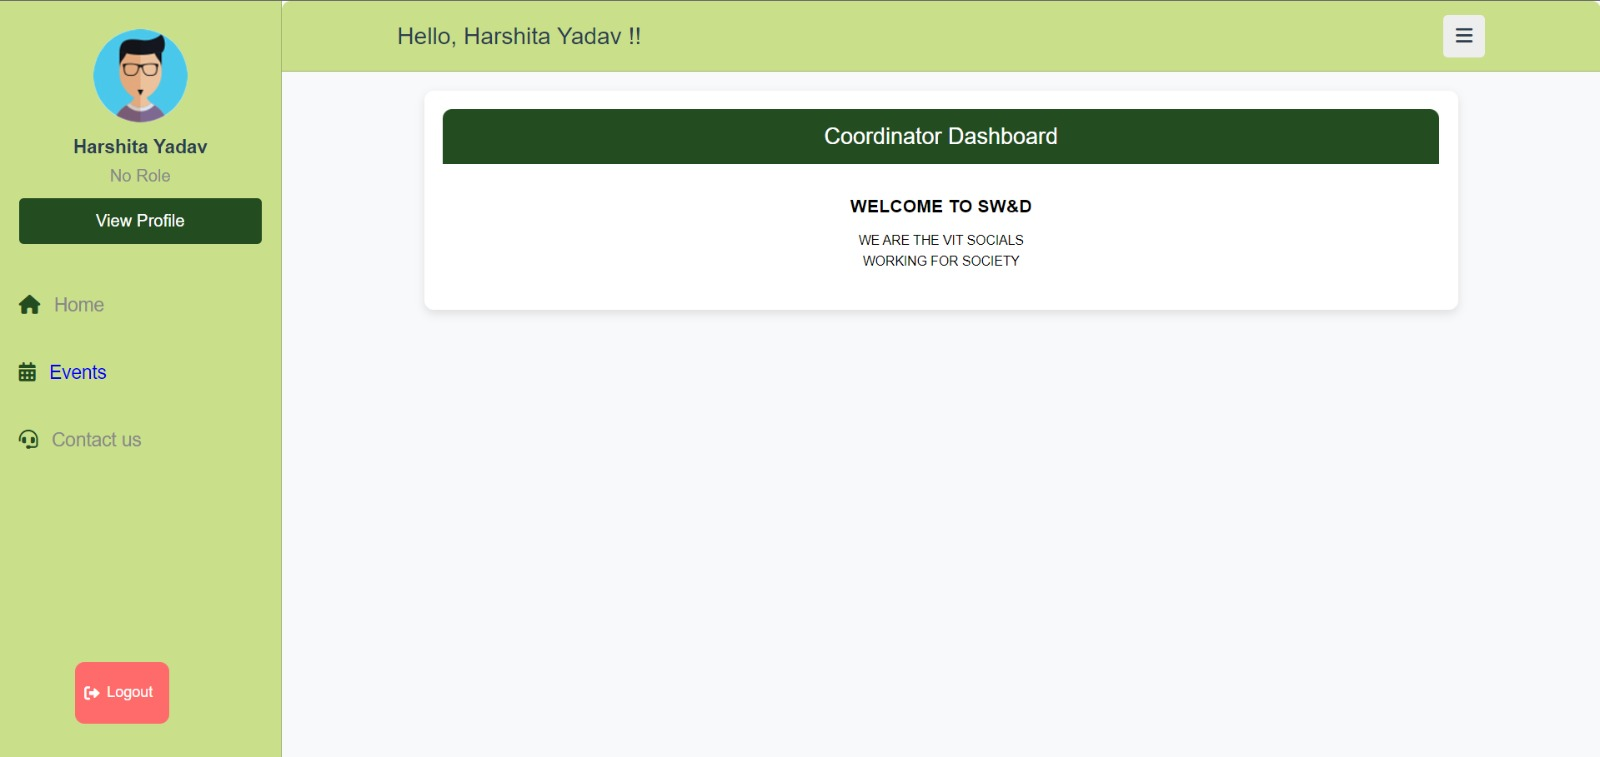 Harshita Yadav
No Role
View Profile
Home
Events
Contact us
Logout
Hello, Harshita Yadav !!
Coordinator Dashboard
WELCOME TO SW&D
WE ARE THE VIT SOCIALS
WORKING FOR SOCIETY